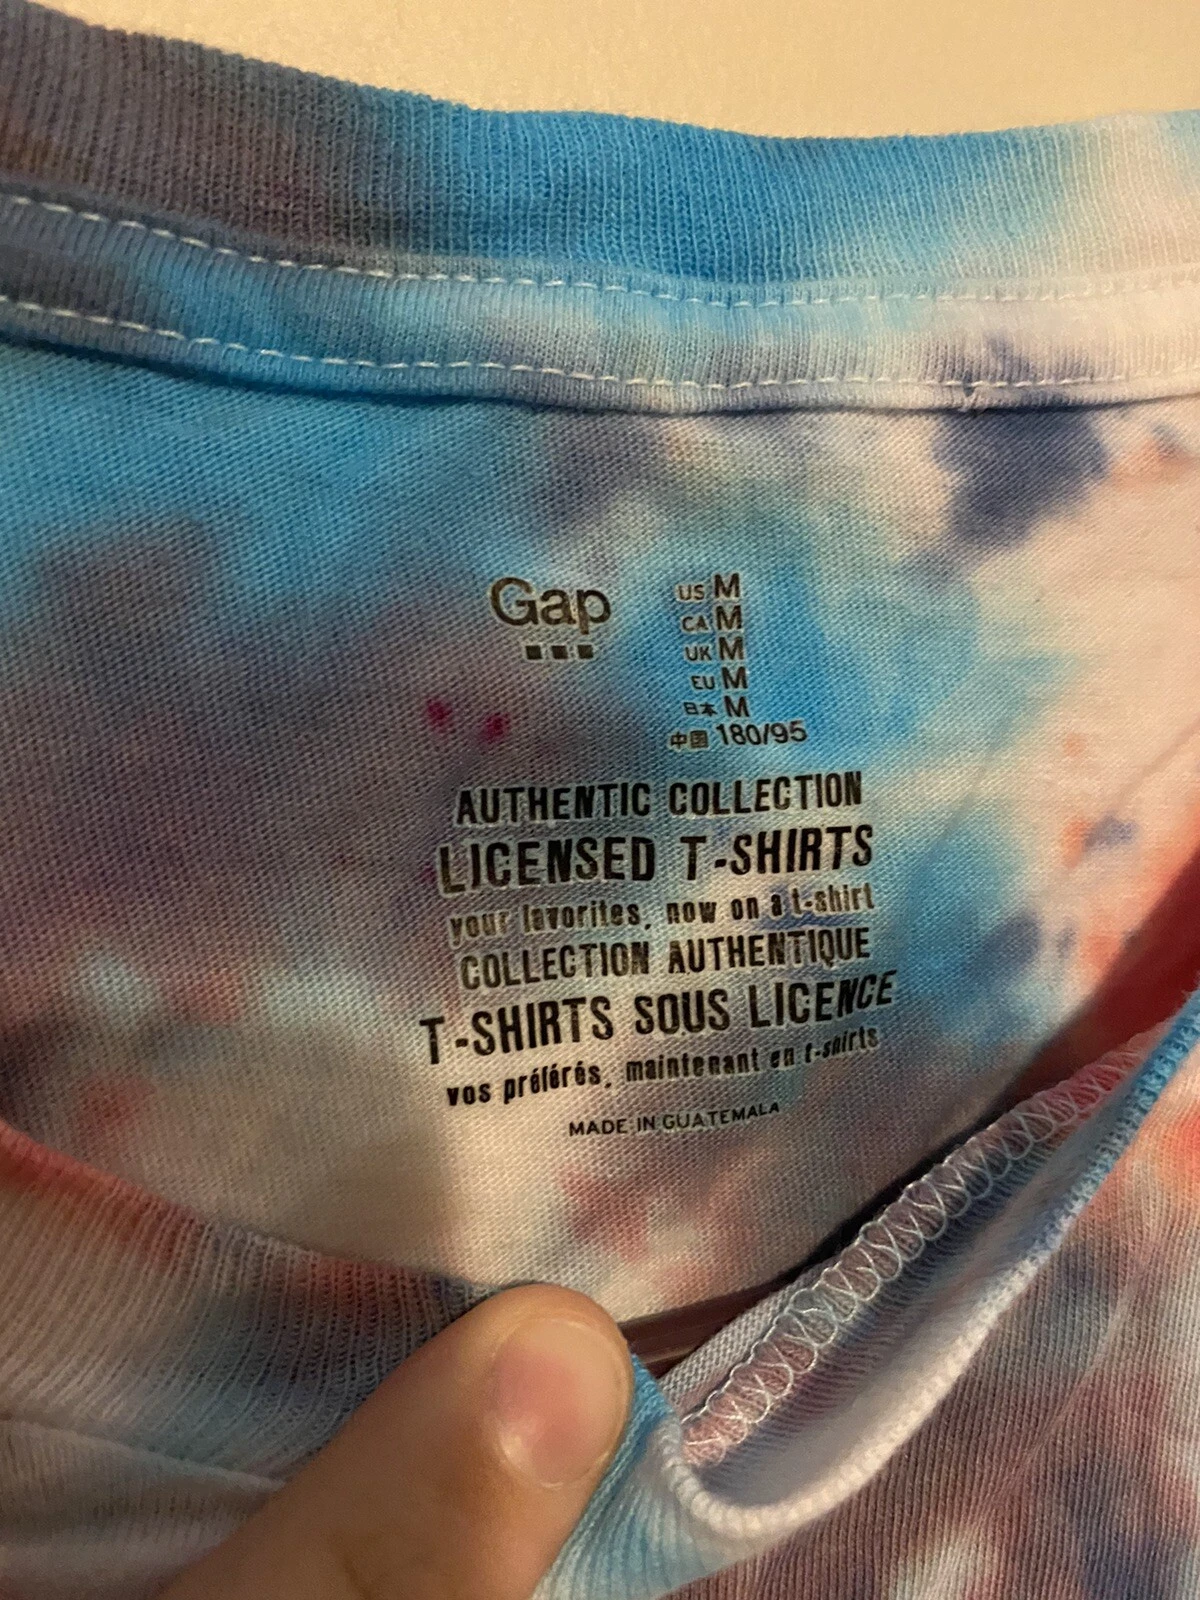 Gap
US M
CA M
UK M
EU M
日本 M
中国 180/95
AUTHENTIC COLLECTION
LICENSED T-SHIRTS
your favorites, now on a t-shirt
COLLECTION AUTHENTIQUE
T-SHIRTS SOUS LICENCE
vos préférés, maintenant en t-shirts
MADE IN GUATEMALA